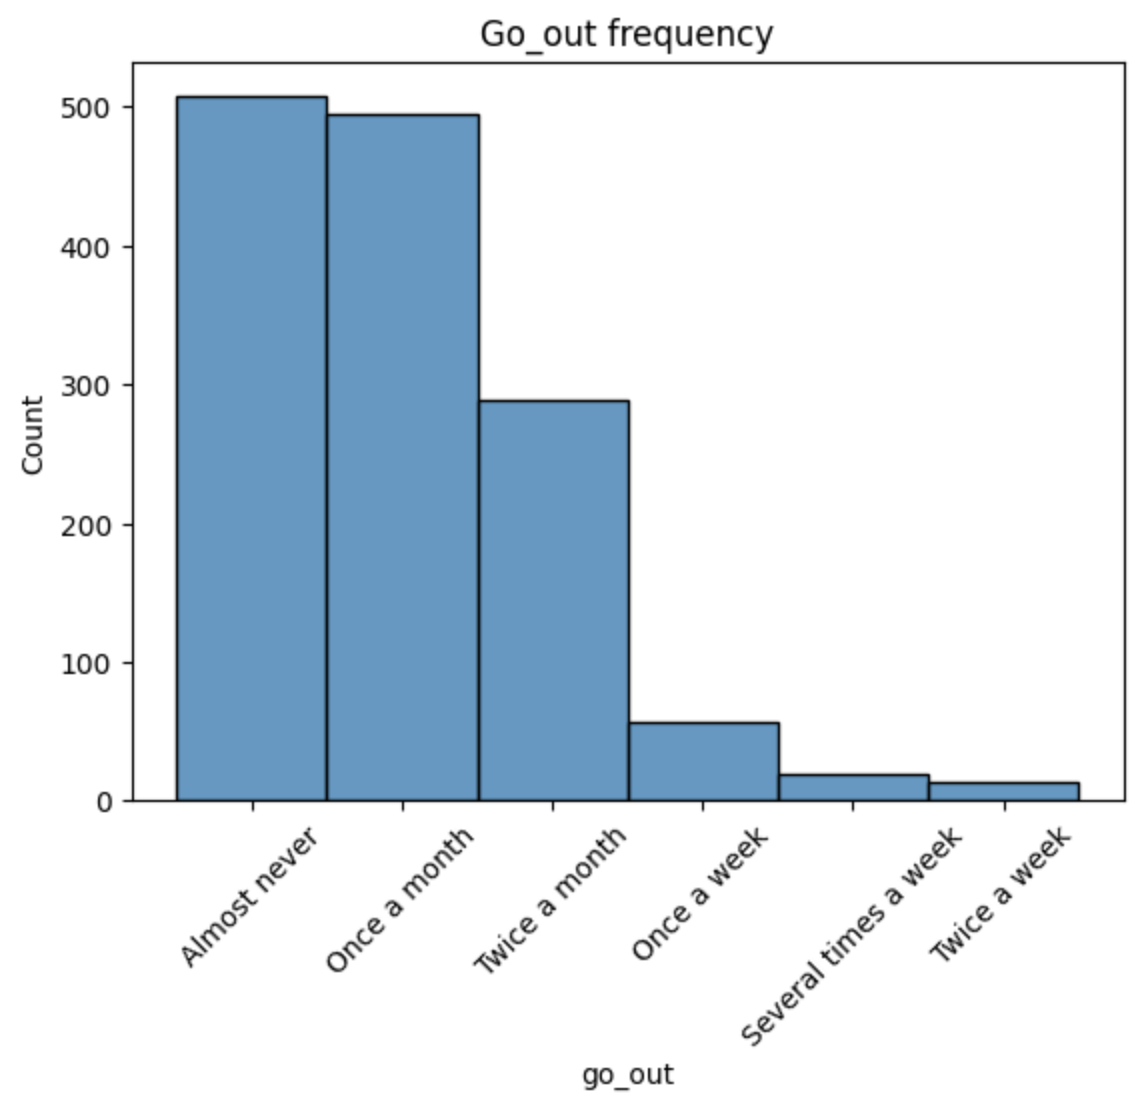 Go_out frequency
500
400
300
200
100
0
Count
Almost never
Once a month
Twice a month
Once a week
Several times a week
Twice a week
go_out